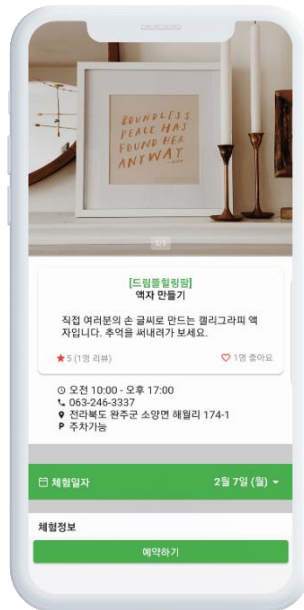 BOUNDLESS
PEACE HAS
FOUND HER
ANYWAY
1/3
[드림뜰힐링팜]
액자 만들기
직접 여러분의 손 글씨로 만드는 캘리그라피 액
자입니다. 추억을 써내려가 보세요.
5 (1명 리뷰)
1명 좋아요
오전 10:00 - 오후 17:00
063-246-3337
전라북도 완주군 소양면 해월리 174-1
P 주차가능
체험일자
2월 7일 (월)
체험정보
예약하기